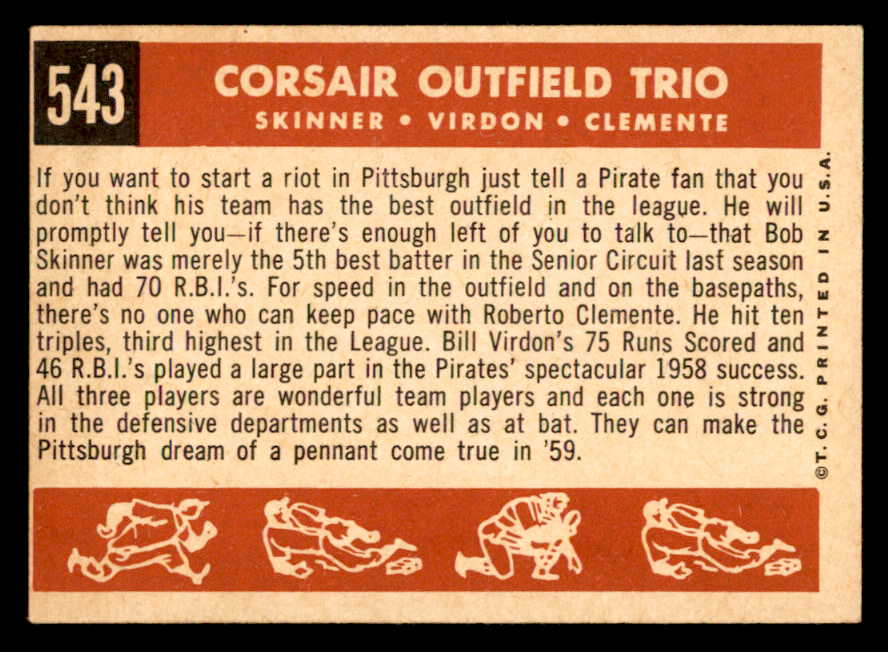 543
CORSAIR OUTFIELD TRIO
SKINNER • VIRDON • CLEMENTE
If you want to start a riot in Pittsburgh just tell a Pirate fan that you
don't think his team has the best outfield in the league. He will
promptly tell you—if there's enough left of you to talk to—that Bob
Skinner was merely the 5th best batter in the Senior Circuit last season
and had 70 R.B.I.'s. For speed in the outfield and on the basepaths,
there's no one who can keep pace with Roberto Clemente. He hit ten
triples, third highest in the League. Bill Virdon's 75 Runs Scored and
46 R.B.I.'s played a large part in the Pirates' spectacular 1958 success.
All three players are wonderful team players and each one is strong
in the defensive departments as well as at bat. They can make the
Pittsburgh dream of a pennant come true in '59.
©T. C. G. PRINTED IN U.S.A.